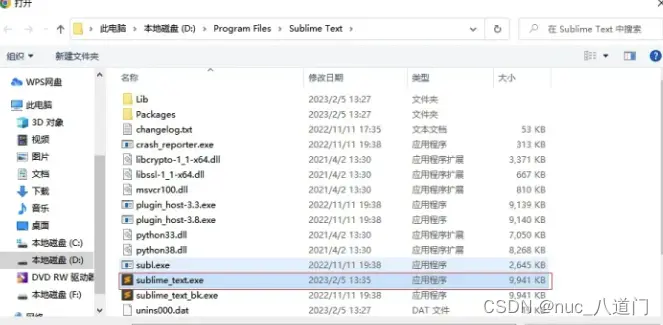 打开
此电脑 › 本地磁盘 (D:) › Program Files › Sublime Text
在 Sublime Text 中搜索
组织 新建文件夹
名称 修改日期 类型 大小
WPS网盘
此电脑
3D 对象
视频
图片
文档
下载
音乐
桌面
本地磁盘 (C:)
本地磁盘 (D:)
DVD RW 驱动器
本地磁盘 (F:)
Lib 2023/2/5 13:27 文件夹
Packages 2023/2/5 13:27 文件夹
changelog.txt 2022/11/11 17:35 文本文档 53 KB
crash_reporter.exe 2022/11/11 19:38 应用程序 313 KB
libcrypto-1_1-x64.dll 2021/4/2 13:30 应用程序扩展 3,371 KB
libssl-1_1-x64.dll 2021/4/2 13:30 应用程序扩展 667 KB
msvcr100.dll 2021/4/2 13:30 应用程序扩展 810 KB
plugin_host-3.3.exe 2022/11/11 19:38 应用程序 9,139 KB
plugin_host-3.8.exe 2022/11/11 19:38 应用程序 9,140 KB
python33.dll 2021/4/2 13:30 应用程序扩展 7,050 KB
python38.dll 2021/4/2 13:30 应用程序扩展 8,268 KB
subl.exe 2022/11/11 19:38 应用程序 2,645 KB
sublime_text.exe 2023/2/5 13:35 应用程序 9,941 KB
sublime_text_bk.exe 2022/11/11 19:38 应用程序 9,941 KB
unins000.dat DAT 文件 KB
CSDN @nuc_八道门